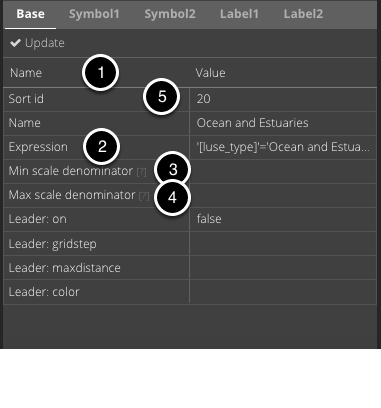 Base Symbol1 Symbol2 Label1 Label2
✔ Update
Name 1 Value
Sort id 5 20
Name Ocean and Estuaries
Expression 2 '[luse_type]'='Ocean and Estua...
Min scale denominator [?] 3
Max scale denominator [?] 4
Leader: on false
Leader: gridstep
Leader: maxdistance
Leader: color